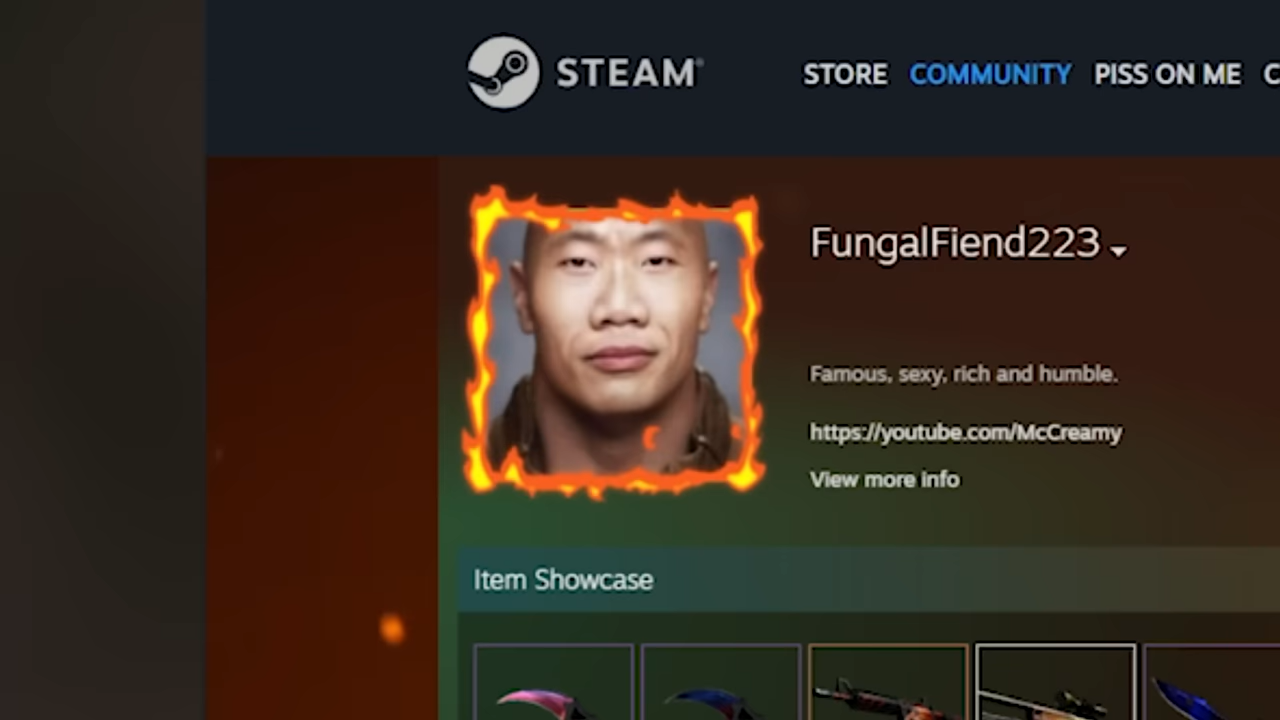 STEAM® STORE COMMUNITY PISS ON ME C
FungalFiend223
Famous, sexy, rich and humble.
https://youtube.com/McCreamy
View more info
Item Showcase